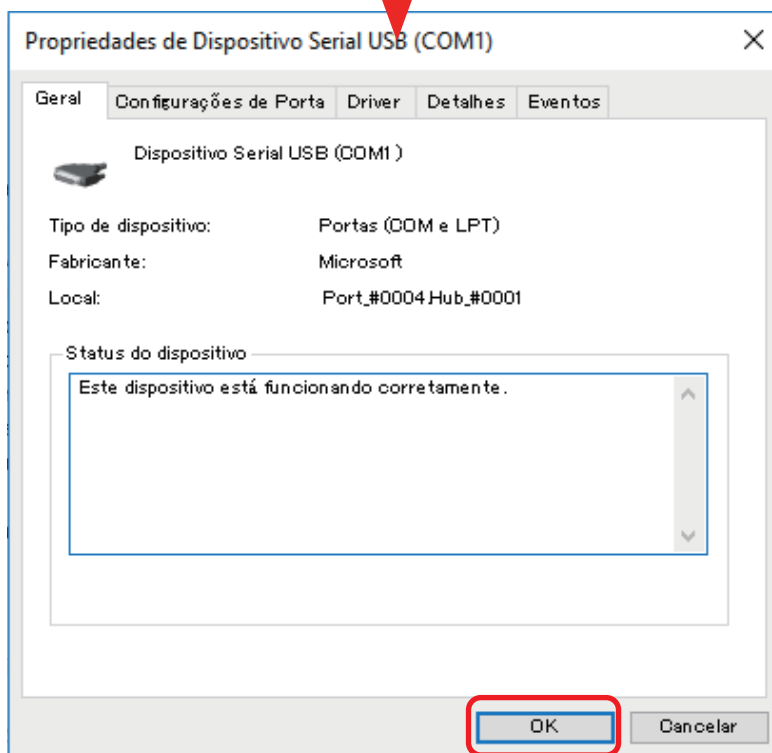 Propriedades de Dispositivo Serial USB (COM1)
Geral Configurações de Porta Driver Detalhes Eventos
Dispositivo Serial USB (COM1)
Tipo de dispositivo: Portas (COM e LPT)
Fabricante: Microsoft
Local: Port_#0004.Hub_#0001
Status do dispositivo
Este dispositivo está funcionando corretamente.
OK Cancelar